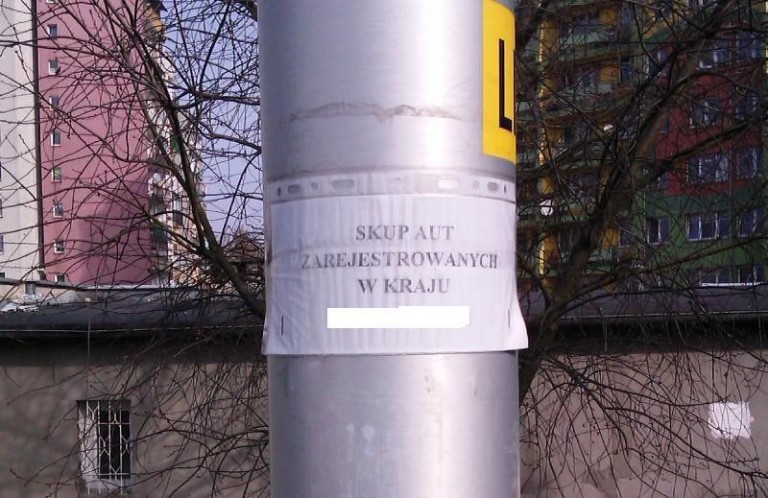 L
SKUP AUT
ZAREJESTROWANYCH
W KRAJU